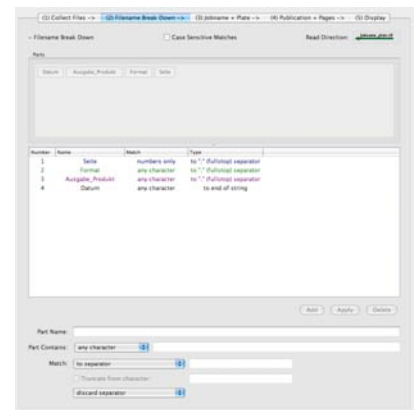 (1) Collect Files -> (2) Filename Break Down -> (3) Jobname + Plate -> (4) Publication + Pages -> (5) Display
- Filename Break Down Case Sensitive Matches Read Direction:
Parts
Datum Ausgabe_Produkt Format Seite
Number Name Match Type
1 Seite numbers only to "." (fullstop) separator
2 Format any character to "." (fullstop) separator
3 Ausgabe_Produkt any character to "." (fullstop) separator
4 Datum any character to end of string
Add Apply Delete
Part Name:
Part Contains: any character
Match: to separator
Truncate from character:
discard separator